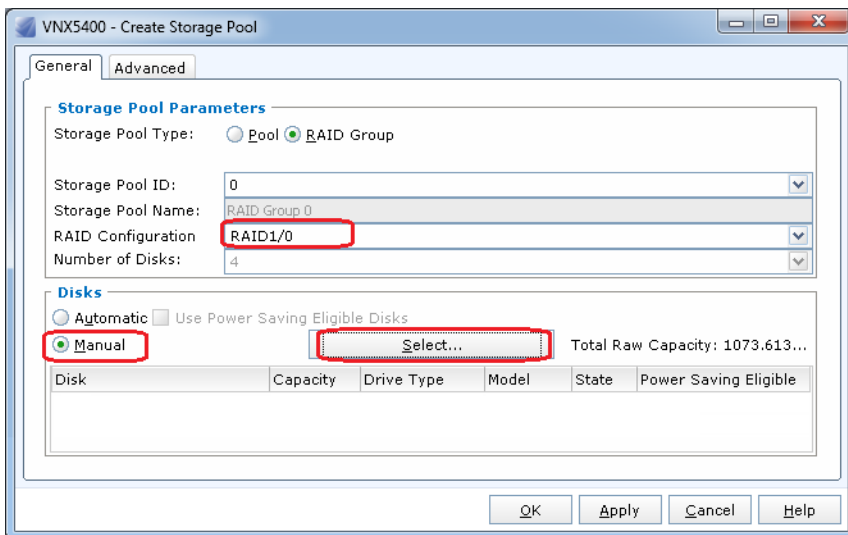 VNX5400 - Create Storage Pool
General Advanced
Storage Pool Parameters
Storage Pool Type: Pool RAID Group
Storage Pool ID: 0
Storage Pool Name: RAID Group 0
RAID Configuration RAID1/0
Number of Disks: 4
Disks
Automatic Use Power Saving Eligible Disks
Manual Select... Total Raw Capacity: 1073.613...
Disk Capacity Drive Type Model State Power Saving Eligible
OK Apply Cancel Help